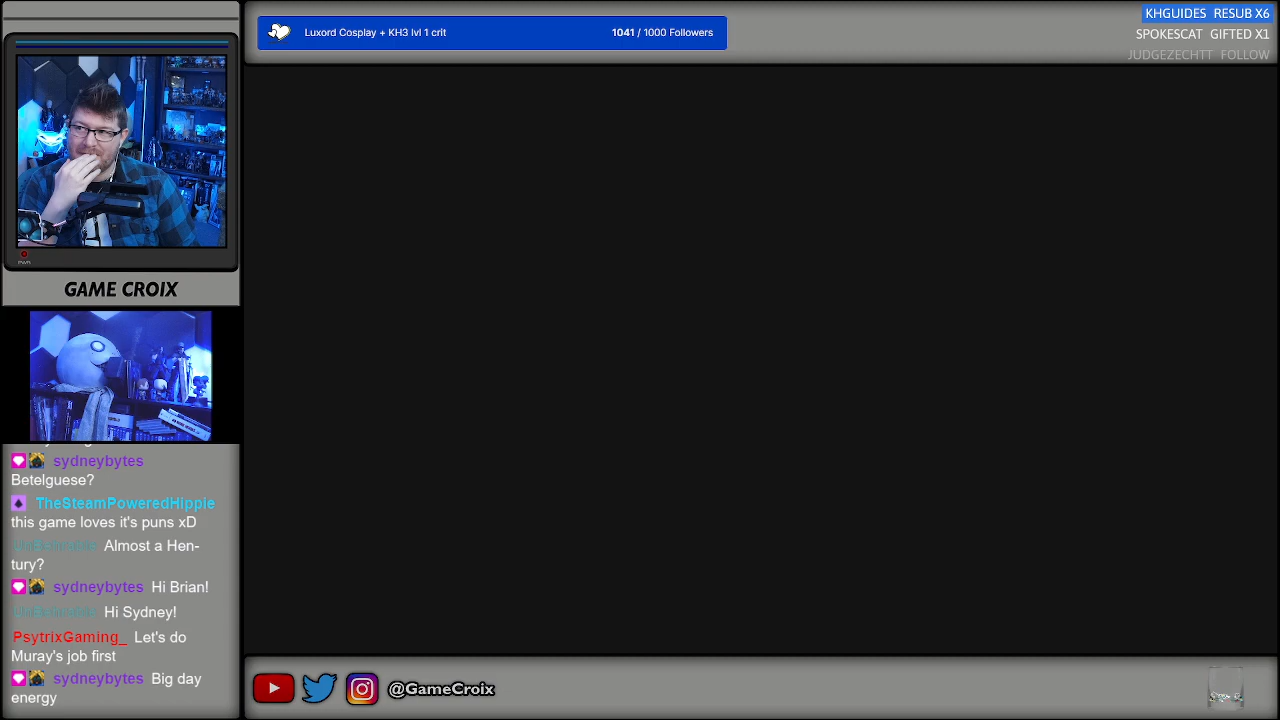 Luxord Cosplay + KH3 lvl 1 crit 1041 / 1000 Followers
KHGUIDES RESUB X6
SPOKESCAT GIFTED X1
JUDGEZECHTT FOLLOW
PWR
GAME CROIX
sydneybytes
Betelguese?
TheSteamPoweredHippie
this game loves it's puns xD
Almost a Hen-
tury?
sydneybytes Hi Brian!
Hi Sydney!
PsytrixGaming_ Let's do
Muray's job first
sydneybytes Big day
energy
@GameCroix